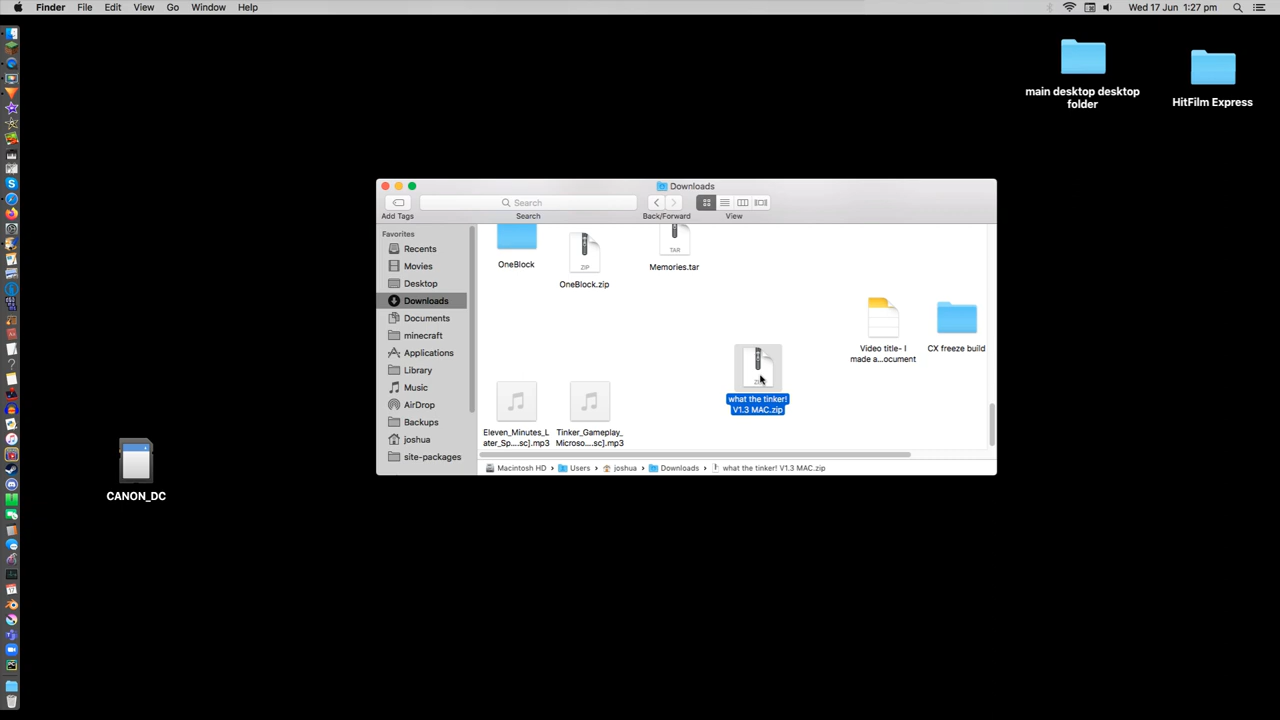 Finder File Edit View Go Window Help
Wed 17 Jun 1:27 pm
main desktop desktop
folder
HitFilm Express
Downloads
Search
Add Tags
Search
Back/Forward
View
Favorites
Recents
Movies
Desktop
Downloads
Documents
minecraft
Applications
Library
Music
AirDrop
Backups
joshua
site-packages
OneBlock
ZIP
OneBlock.zip
TAR
Memories.tar
Video title- I
made a...ocument
CX freeze build
what the tinker!
V1.3 MAC.zip
Eleven_Minutes_L
ater_Sp....sc].mp3
Tinker_Gameplay_
Microso....sc].mp3
Macintosh HD › Users › joshua › Downloads › what the tinker! V1.3 MAC.zip
CANON_DC